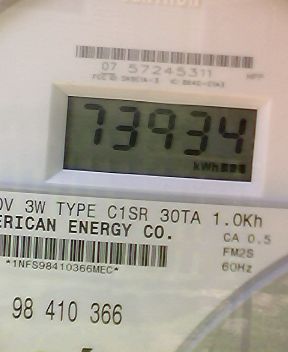 07 57245311
73934
kWh
0V 3W TYPE C1SR 30TA 1.0Kh
ERICAN ENERGY CO.
CA 0.5
FM2S
60Hz
*1NFS98410366MEC*
98 410 366